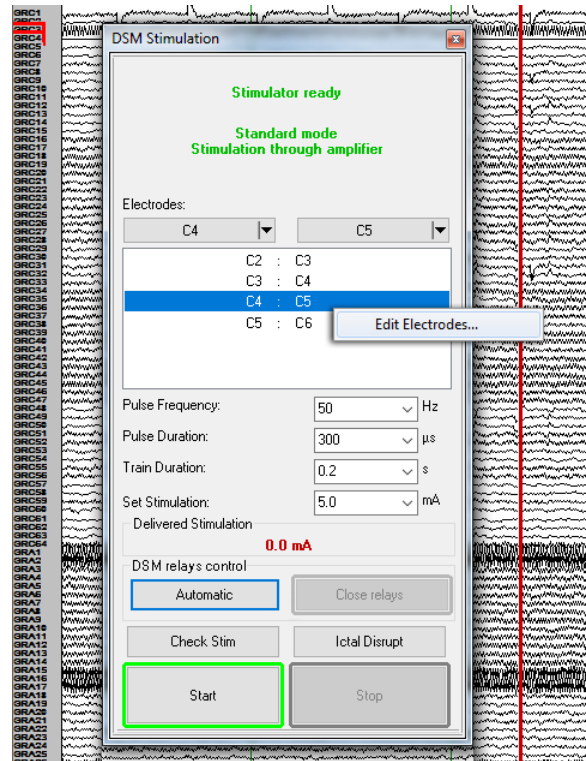 GRC1
GRC2
GRC3
GRC4
GRC5
GRC6
GRC7
GRC8
GRC9
GRC10
GRC11
GRC12
GRC13
GRC14
GRC15
GRC16
GRC17
GRC18
GRC19
GRC20
GRC21
GRC22
GRC23
GRC24
GRC25
GRC26
GRC27
GRC28
GRC29
GRC30
GRC31
GRC32
GRC33
GRC34
GRC35
GRC36
GRC37
GRC38
GRC39
GRC40
GRC41
GRC42
GRC43
GRC44
GRC45
GRC46
GRC47
GRC48
GRC49
GRC50
GRC51
GRC52
GRC53
GRC54
GRC55
GRC56
GRC57
GRC58
GRC59
GRC60
GRC61
GRC62
GRC63
GRC64
GRA1
GRA2
GRA3
GRA4
GRA5
GRA6
GRA7
GRA8
GRA9
GRA10
GRA11
GRA12
GRA13
GRA14
GRA15
GRA16
GRA17
GRA18
GRA19
GRA20
GRA21
GRA22
GRA23
GRA24
GRA25
DSM Stimulation
Stimulator ready
Standard mode
Stimulation through amplifier
Electrodes:
C4 C5
C2 : C3
C3 : C4
C4 : C5
C5 : C6
Edit Electrodes...
Pulse Frequency: 50 Hz
Pulse Duration: 300 µs
Train Duration: 0.2 s
Set Stimulation: 5.0 mA
Delivered Stimulation
0.0 mA
DSM relays control
Automatic Close relays
Check Stim Ictal Disrupt
Start Stop